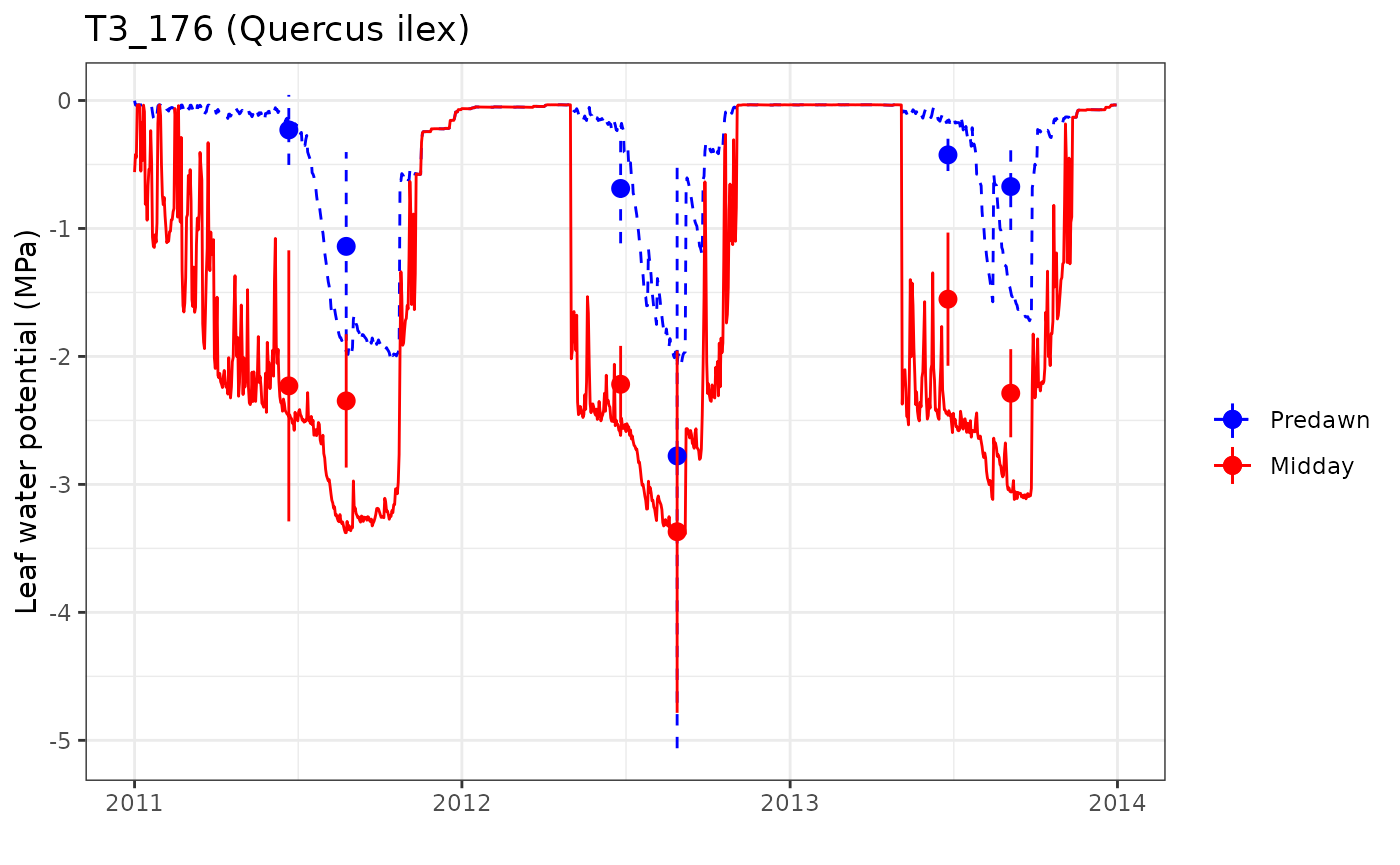 T3_176 (Quercus ilex)
Leaf water potential (MPa)
0
-1
-2
-3
-4
-5
2011
2012
2013
2014
Predawn
Midday